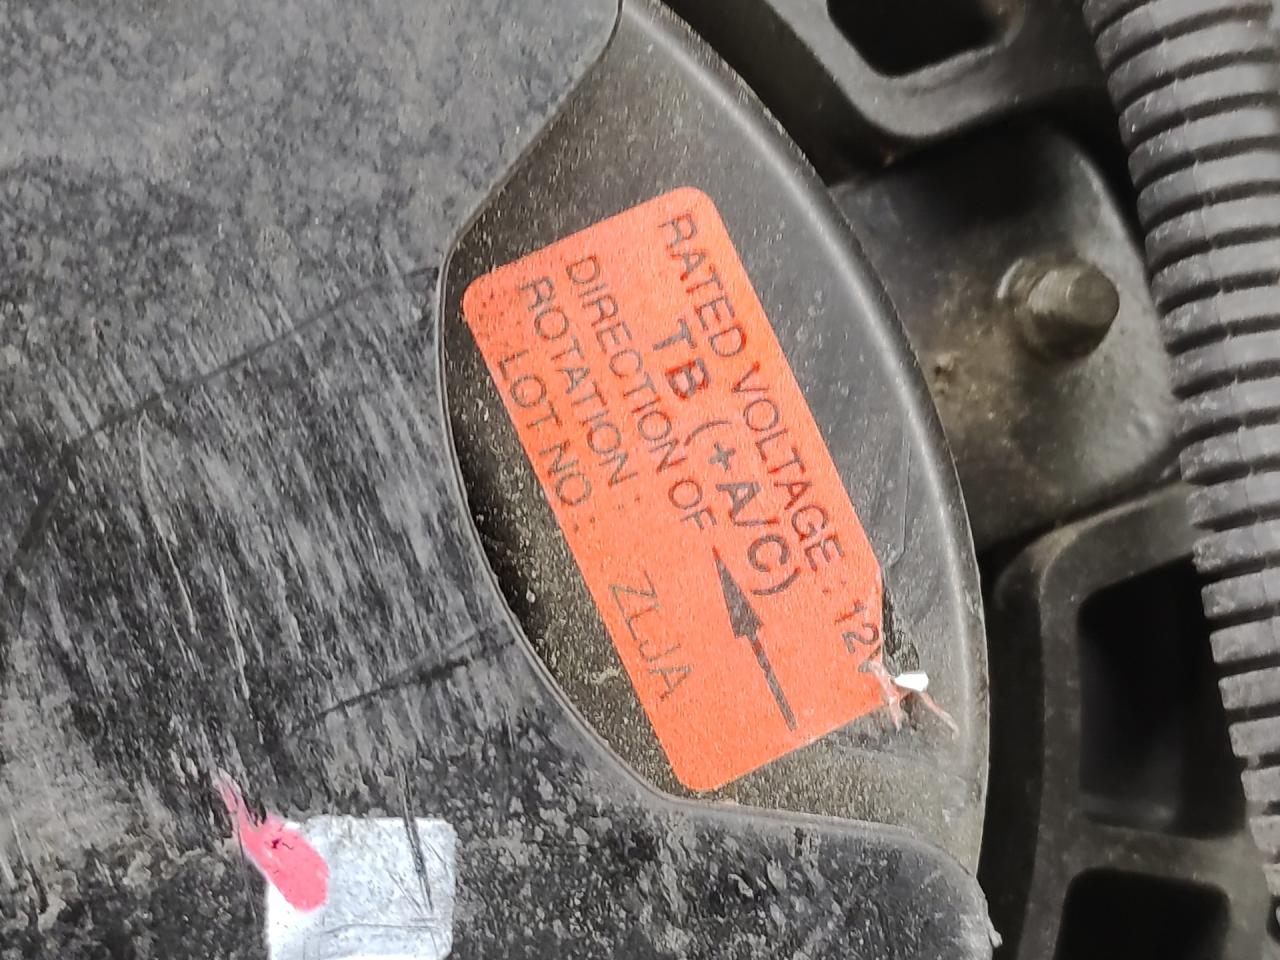 RATED VOLTAGE : 12V
TB (+A/C)
DIRECTION OF
ROTATION :
LOT NO: ZLJA